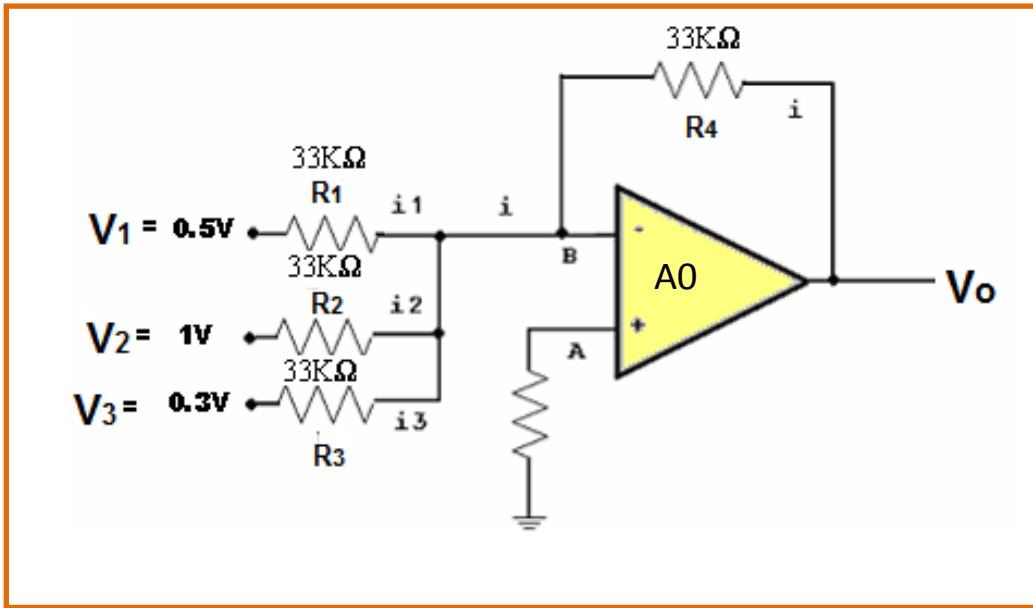 33KΩ
R4
i
33KΩ
R1
i1
i
V1 = 0.5V
B
-
33KΩ
R2
i2
A0
Vo
V2 = 1V
+
A
33KΩ
V3 = 0.3V
i3
R3